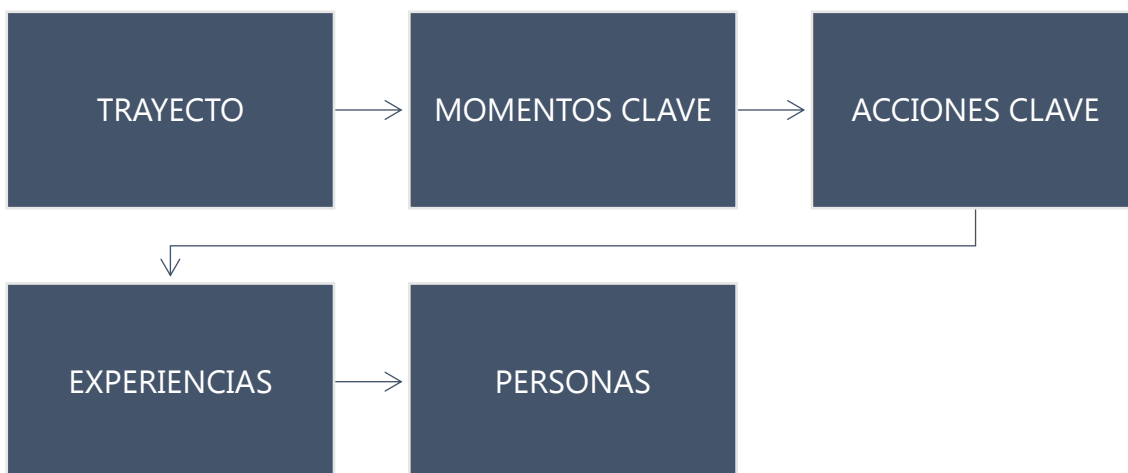 TRAYECTO
MOMENTOS CLAVE
ACCIONES CLAVE
EXPERIENCIAS
PERSONAS